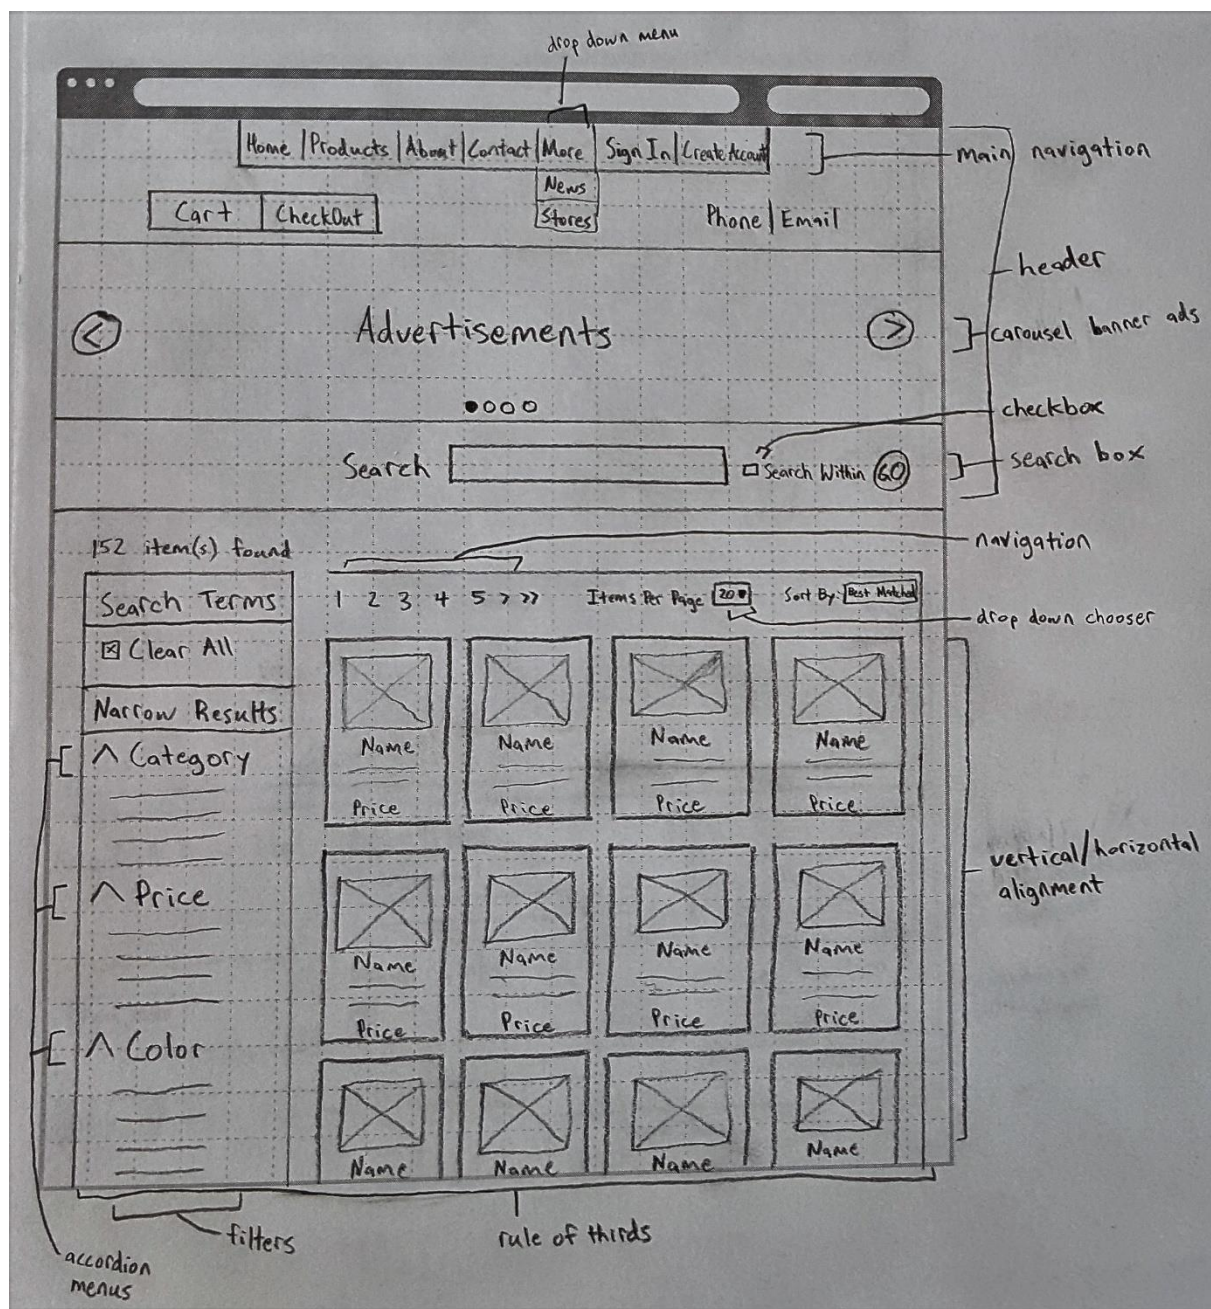 drop down menu
Home | Products | About | Contact | More | Sign In | Create Account
main navigation
News
Cart | CheckOut
Stores
Phone | Email
header
< Advertisements >
carousel banner ads
checkbox
Search
Search Within GO
search box
152 item(s) found
navigation
Search Terms
1 2 3 4 5 > >> Items Per Page 20 Sort By: Best Matched
drop down chooser
Clear All
Narrow Results
Name Name Name Name
^ Category
Price Price Price Price
vertical/horizontal
alignment
^ Price
Name Name Name Name
Price Price Price Price
^ Color
Name Name Name Name
filters
rule of thirds
accordion
menus